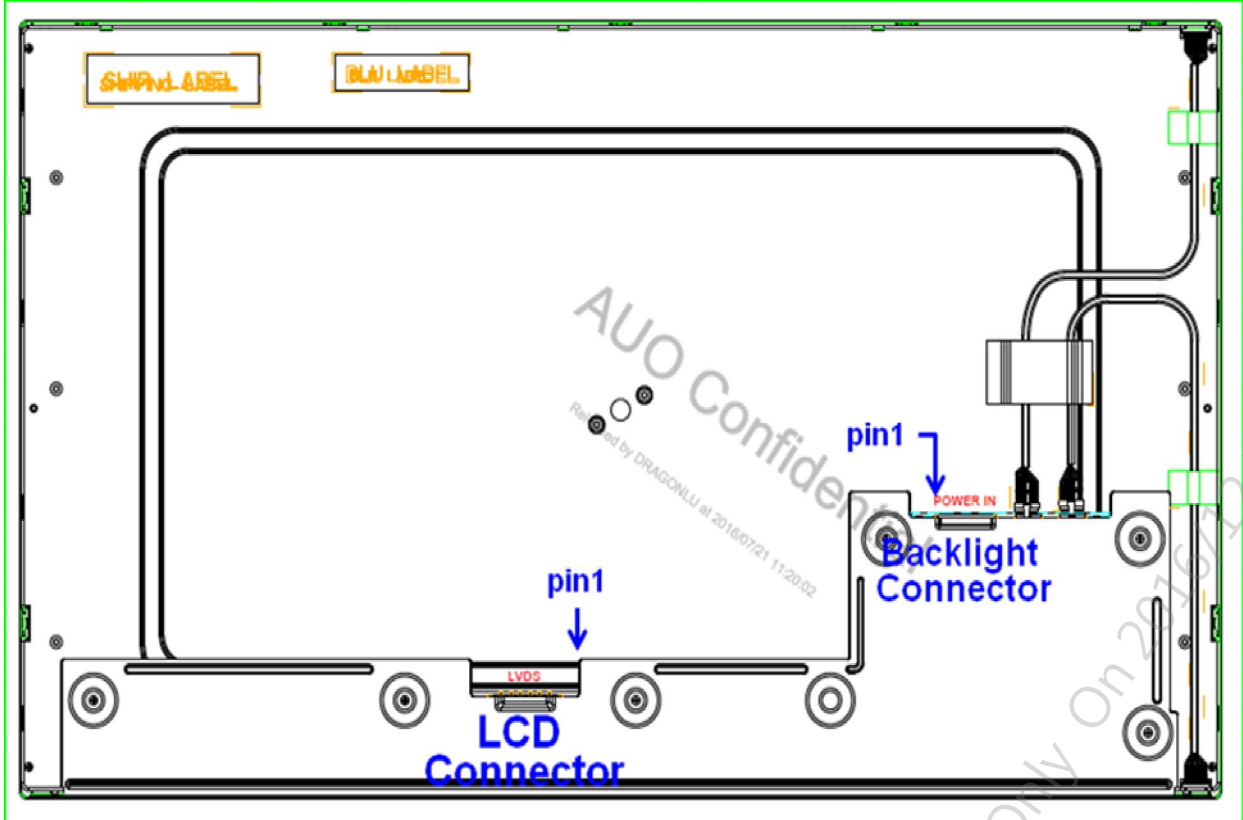 SHIPPING LABEL
BLU LABEL
AUO Confidential
Released by DRAGONLU at 2016/07/21 11:20:02
pin1
POWER IN
Backlight
Connector
pin1
LVDS
LCD
Connector
Only On 2016/1